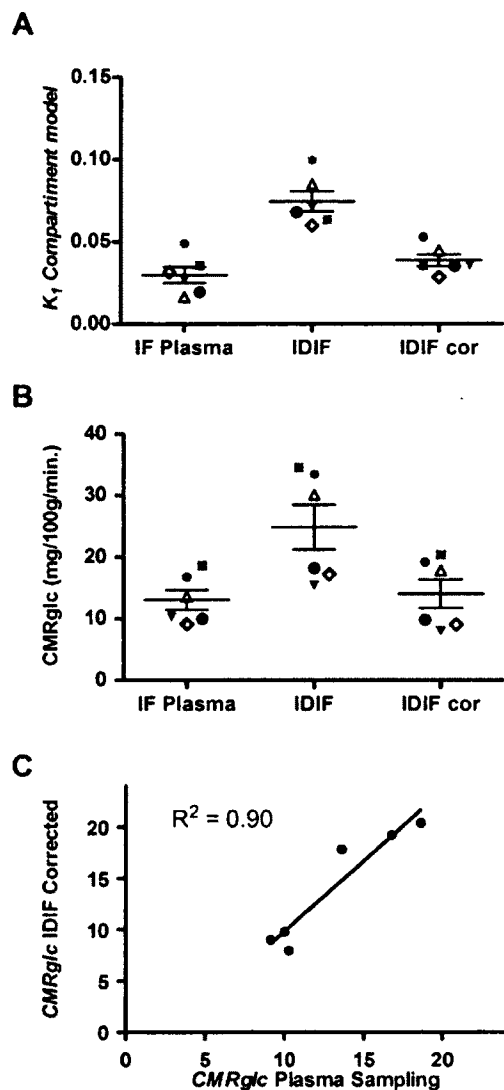 A
K1 Compartiment model
0.15
0.10
0.05
0.00
IF Plasma IDIF IDIF cor
B
CMRglc (mg/100g/min.)
40
30
20
10
0
IF Plasma IDIF IDIF cor
C
R² = 0.90
CMRglc IDIF Corrected
20
15
10
5
0
0 5 10 15 20
CMRglc Plasma Sampling